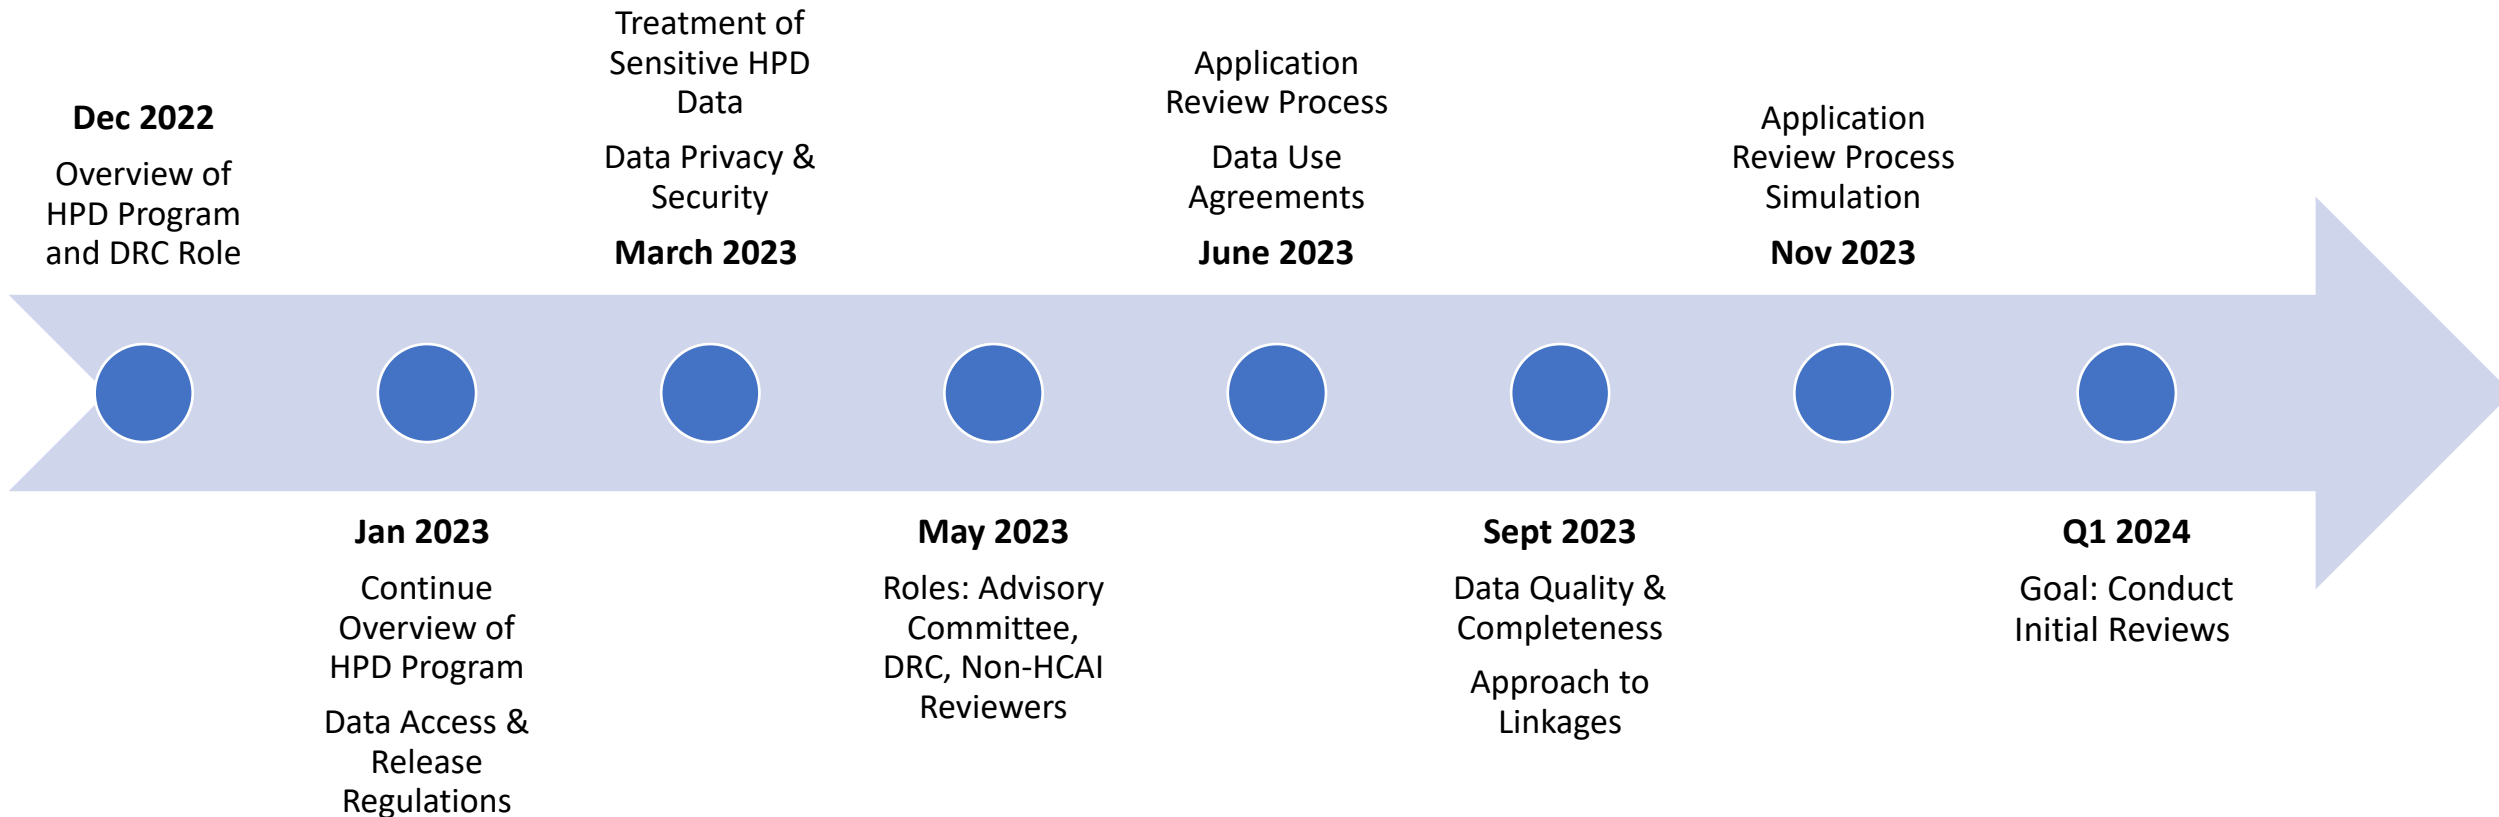 Dec 2022
Overview of
HPD Program
and DRC Role
Jan 2023
Continue
Overview of
HPD Program
Data Access &
Release
Regulations
Treatment of
Sensitive HPD
Data
Data Privacy &
Security
March 2023
May 2023
Roles: Advisory
Committee,
DRC, Non-HCAI
Reviewers
Application
Review Process
Data Use
Agreements
June 2023
Sept 2023
Data Quality &
Completeness
Approach to
Linkages
Application
Review Process
Simulation
Nov 2023
Q1 2024
Goal: Conduct
Initial Reviews